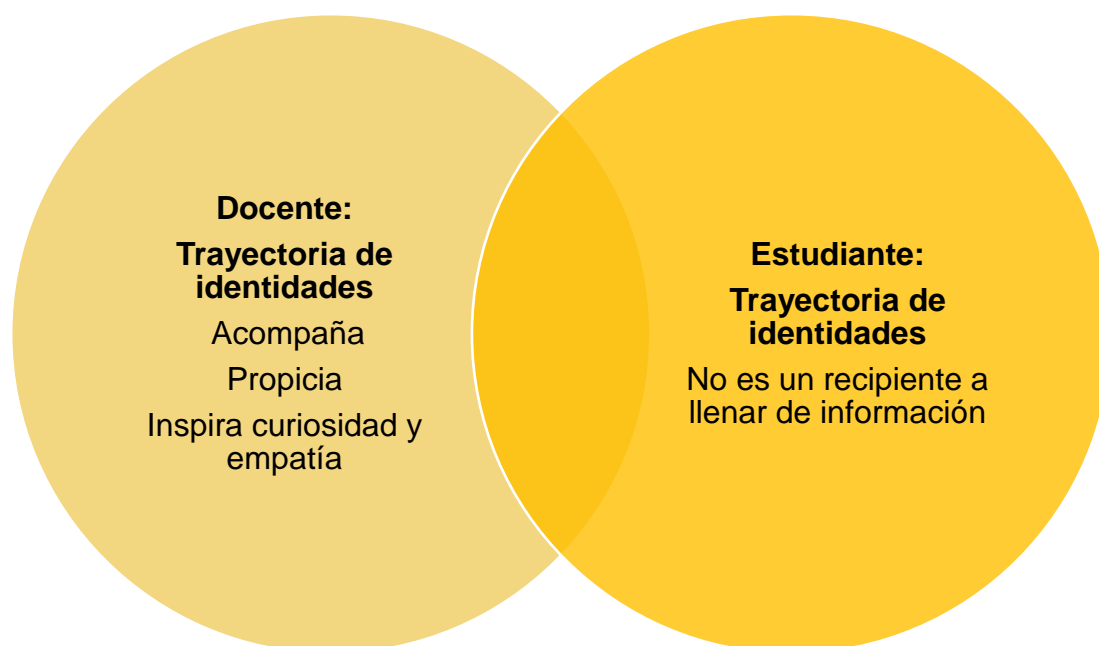 Docente:
Trayectoria de
identidades
Acompaña
Propicia
Inspira curiosidad y
empatía
Estudiante:
Trayectoria de
identidades
No es un recipiente a
llenar de información